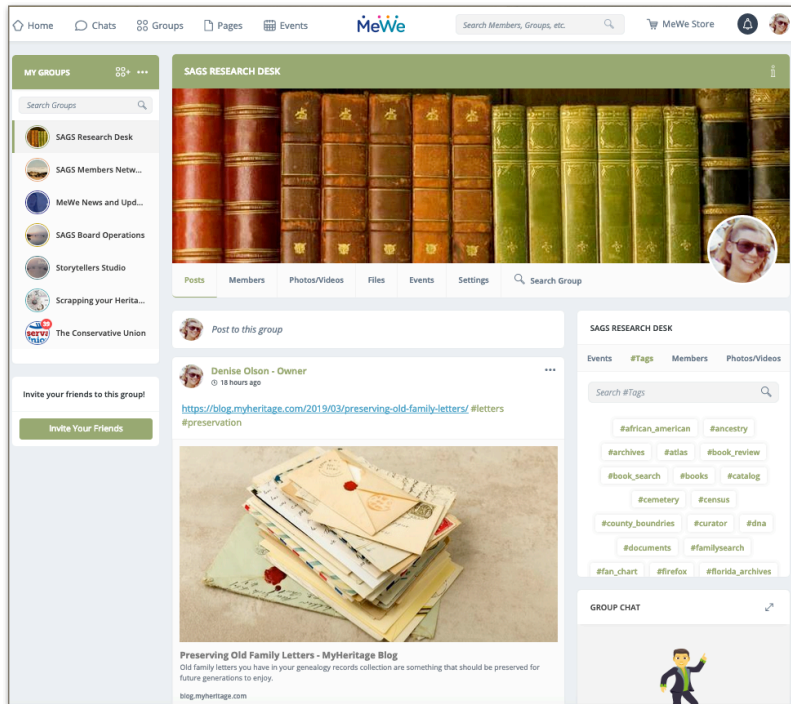 Home
Chats
Groups
Pages
Events
MeWe
Search Members, Groups, etc.
MeWe Store
MY GROUPS
Search Groups
SAGS Research Desk
SAGS Members Netw...
MeWe News and Upd...
SAGS Board Operations
Storytellers Studio
Scrapping your Herita...
The Conservative Union
Invite your friends to this group!
Invite Your Friends
SAGS RESEARCH DESK
Posts
Members
Photos/Videos
Files
Events
Settings
Search Group
Post to this group
Denise Olson - Owner
18 hours ago
https://blog.myheritage.com/2019/03/preserving-old-family-letters/ #letters
#preservation
Preserving Old Family Letters - MyHeritage Blog
Old family letters you have in your genealogy records collection are something that should be preserved for
future generations to enjoy.
blog.myheritage.com
SAGS RESEARCH DESK
Events #Tags Members Photos/Videos
Search #Tags
#african_american #ancestry
#archives #atlas #book_review
#book_search #books #catalog
#cemetery #census
#county_boundries #curator #dna
#documents #familysearch
#fan_chart #firefox #florida_archives
GROUP CHAT